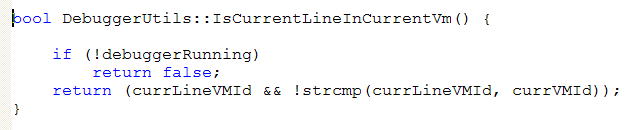 bool DebuggerUtils::IsCurrentLineInCurrentVm() {
if (!debuggerRunning)
return false;
return (currLineVMId && !strcmp(currLineVMId, currVMId));
}